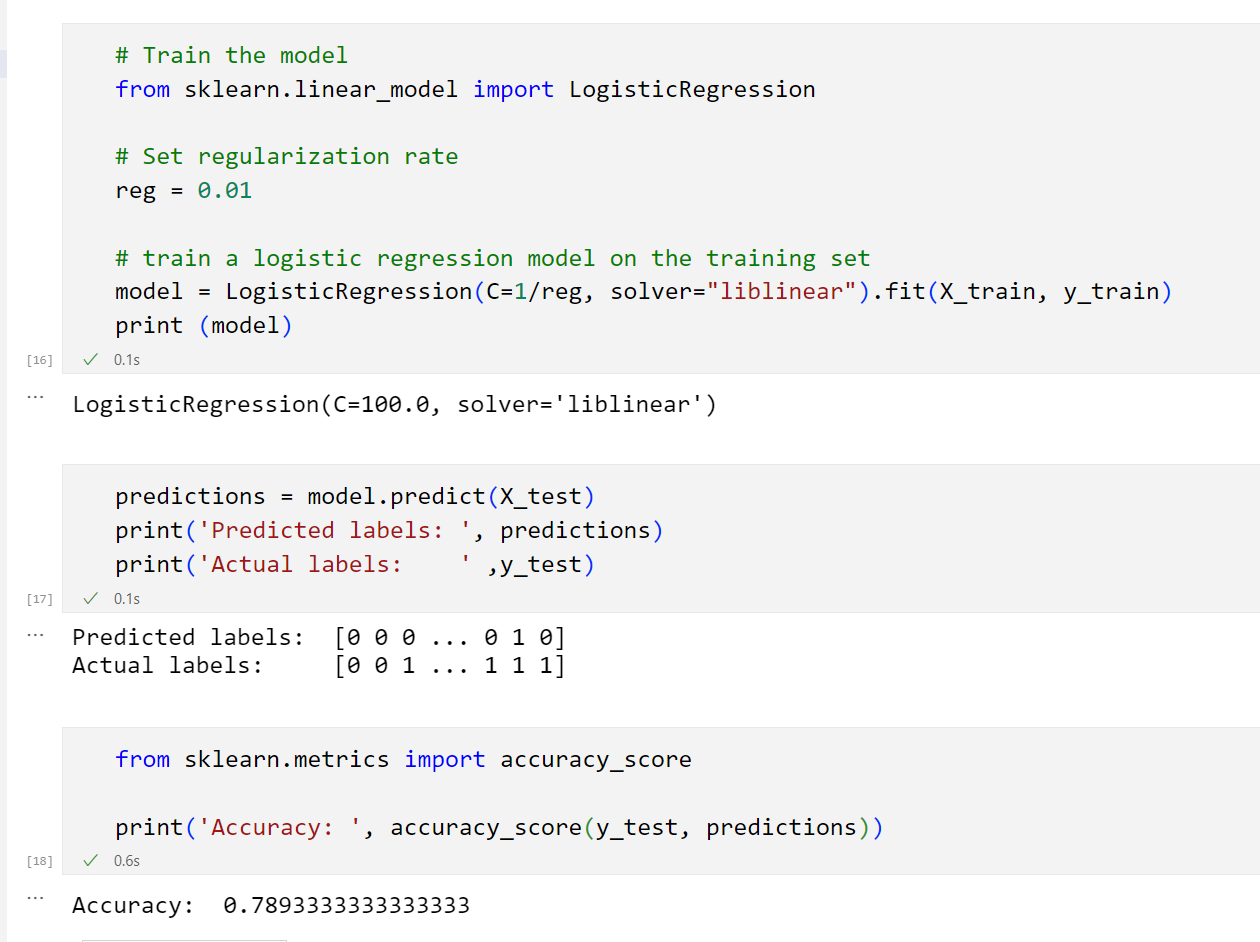 # Train the model
from sklearn.linear_model import LogisticRegression
# Set regularization rate
reg = 0.01
# train a logistic regression model on the training set
model = LogisticRegression(C=1/reg, solver="liblinear").fit(X_train, y_train)
print (model)
[16] ✓ 0.1s
... LogisticRegression(C=100.0, solver='liblinear')
predictions = model.predict(X_test)
print('Predicted labels: ', predictions)
print('Actual labels:    ' ,y_test)
[17] ✓ 0.1s
... Predicted labels:  [0 0 0 ... 0 1 0]
Actual labels:     [0 0 1 ... 1 1 1]
from sklearn.metrics import accuracy_score
print('Accuracy: ', accuracy_score(y_test, predictions))
[18] ✓ 0.6s
... Accuracy:  0.7893333333333333